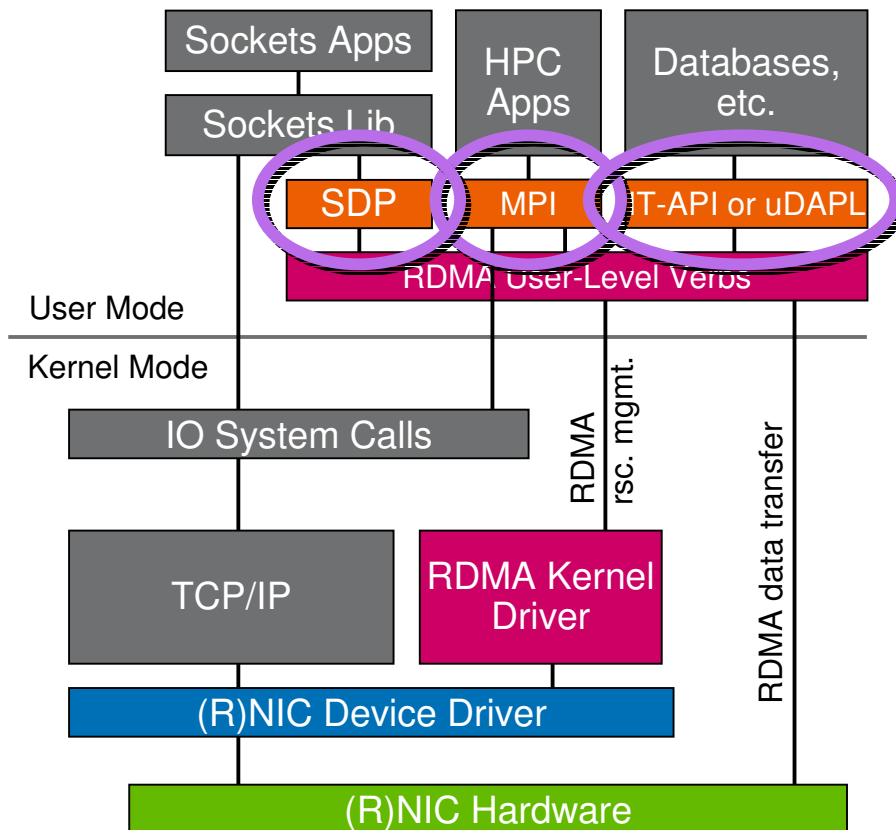 Sockets Apps
HPC
Apps
Databases,
etc.
Sockets Lib
SDP
MPI
IT-API or uDAPL
RDMA User-Level Verbs
User Mode
Kernel Mode
IO System Calls
RDMA
rsc. mgmt.
RDMA data transfer
TCP/IP
RDMA Kernel
Driver
(R)NIC Device Driver
(R)NIC Hardware